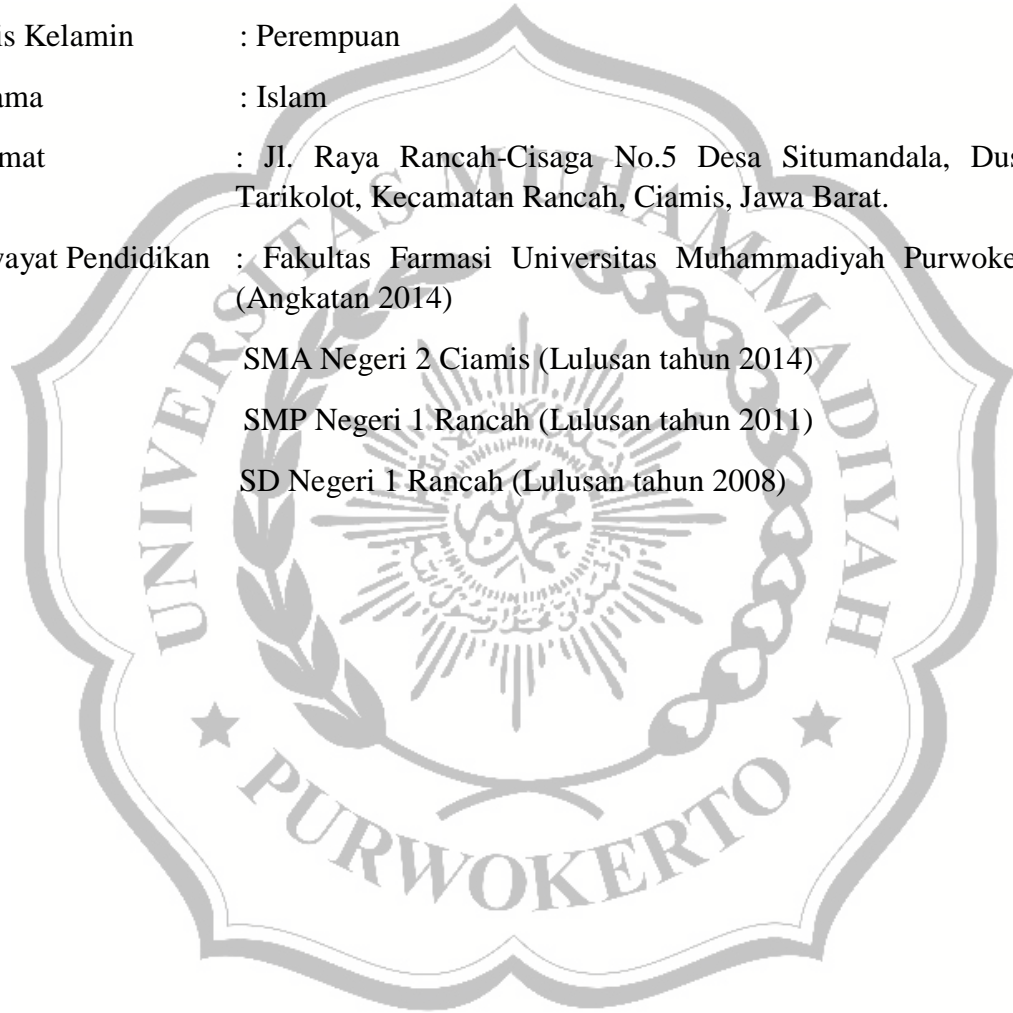 is Kelamin : Perempuan
ama : Islam
mat : Jl. Raya Rancah-Cisaga No.5 Desa Situmandala, Dus
Tarikolot, Kecamatan Rancah, Ciamis, Jawa Barat.
ayat Pendidikan : Fakultas Farmasi Universitas Muhammadiyah Purwoke
(Angkatan 2014)
SMA Negeri 2 Ciamis (Lulusan tahun 2014)
SMP Negeri 1 Rancah (Lulusan tahun 2011)
SD Negeri 1 Rancah (Lulusan tahun 2008)
UNIVERSITAS MUHAMMADIYAH
PURWOKERTO